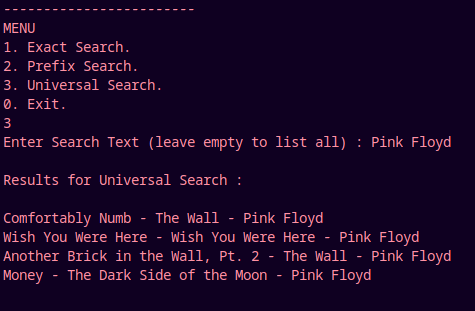 ------------------------
MENU
1. Exact Search.
2. Prefix Search.
3. Universal Search.
0. Exit.
3
Enter Search Text (leave empty to list all) : Pink Floyd
Results for Universal Search :
Comfortably Numb - The Wall - Pink Floyd
Wish You Were Here - Wish You Were Here - Pink Floyd
Another Brick in the Wall, Pt. 2 - The Wall - Pink Floyd
Money - The Dark Side of the Moon - Pink Floyd